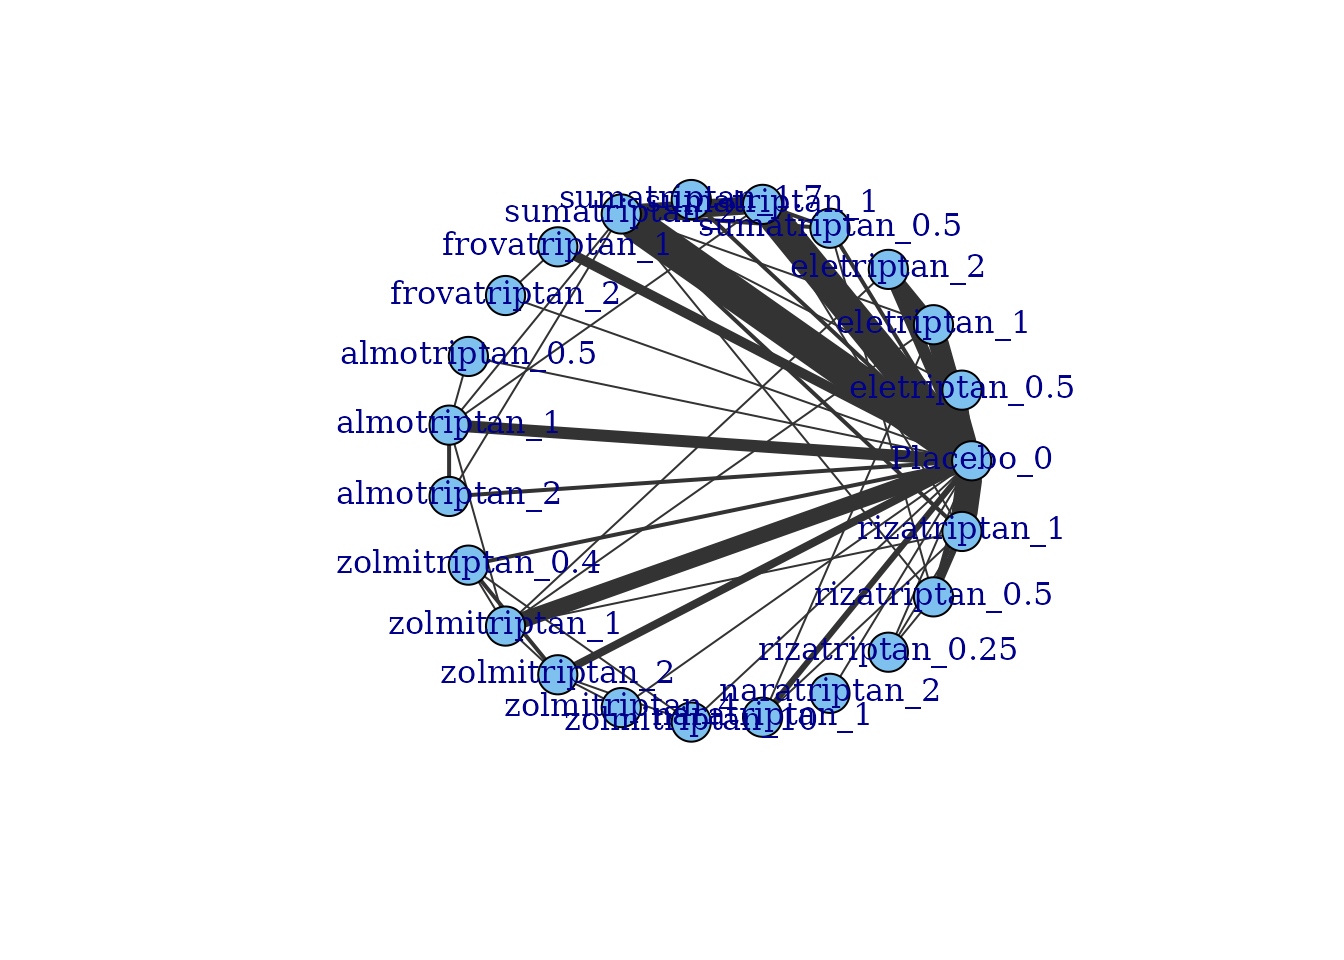 sumatriptan_1.7
sumatriptan_1
sumatriptan_2
sumatriptan_0.5
frovatriptan_1
eletriptan_2
frovatriptan_2
eletriptan_1
almotriptan_0.5
eletriptan_0.5
almotriptan_1
Placebo_0
almotriptan_2
rizatriptan_1
zolmitriptan_0.4
rizatriptan_0.5
zolmitriptan_1
rizatriptan_0.25
zolmitriptan_2
naratriptan_2
zolmitriptan_4
naratriptan_1
zolmitriptan_10